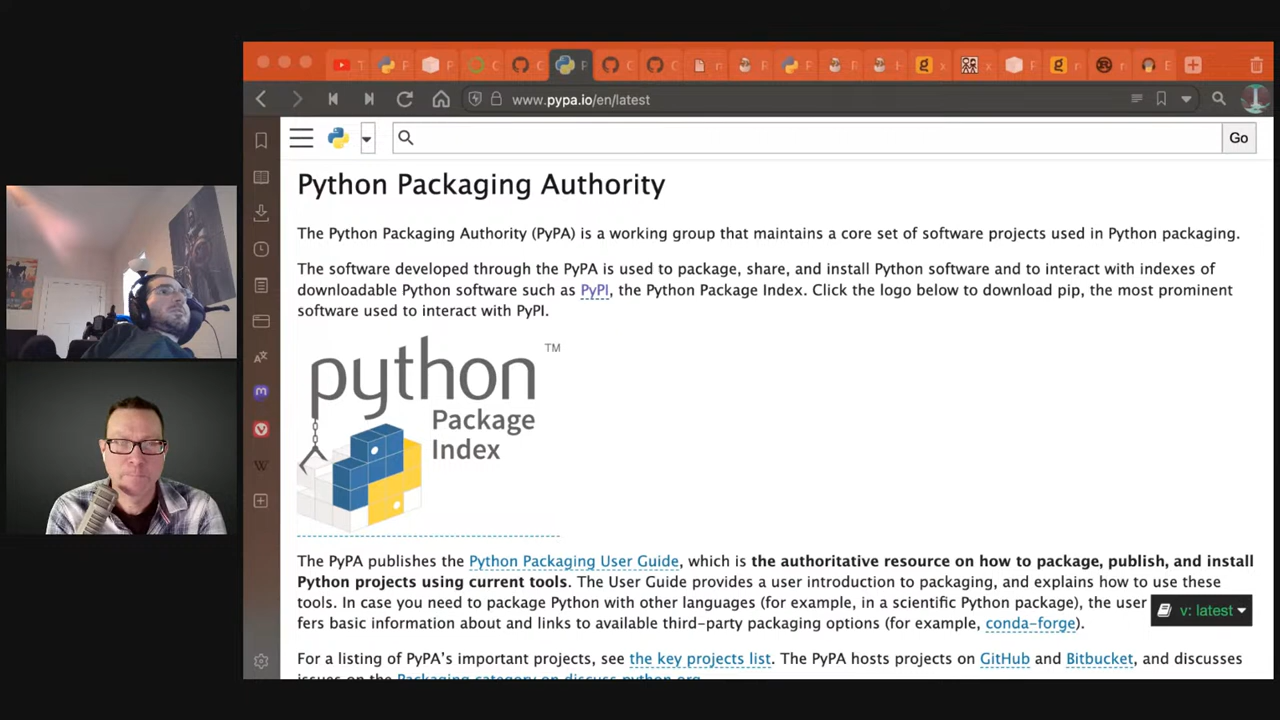 www.pypa.io/en/latest
Go
Python Packaging Authority
The Python Packaging Authority (PyPA) is a working group that maintains a core set of software projects used in Python packaging.
The software developed through the PyPA is used to package, share, and install Python software and to interact with indexes of
downloadable Python software such as PyPI, the Python Package Index. Click the logo below to download pip, the most prominent
software used to interact with PyPI.
python TM
Package
Index
The PyPA publishes the Python Packaging User Guide, which is the authoritative resource on how to package, publish, and install
Python projects using current tools. The User Guide provides a user introduction to packaging, and explains how to use these
tools. In case you need to package Python with other languages (for example, in a scientific Python package), the user
v: latest
fers basic information about and links to available third-party packaging options (for example, conda-forge).
For a listing of PyPA's important projects, see the key projects list. The PyPA hosts projects on GitHub and Bitbucket, and discusses
issues on the Packaging category on discuss.python.org